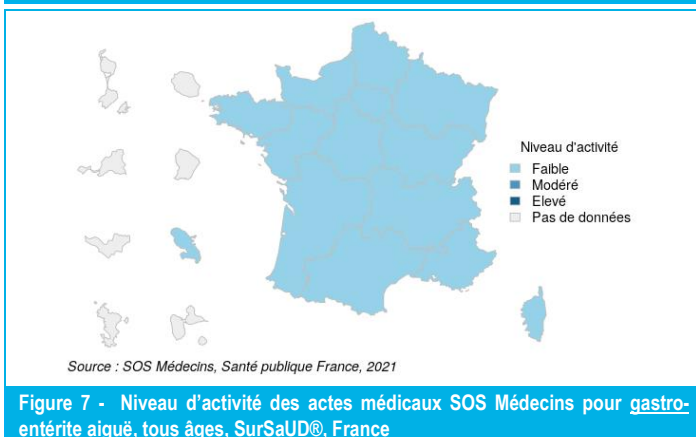 Niveau d'activité
Faible
Modéré
Elevé
Pas de données
Source : SOS Médecins, Santé publique France, 2021
Figure 7 - Niveau d’activité des actes médicaux SOS Médecins pour gastro-
entérite aiguë, tous âges, SurSaUD®, France